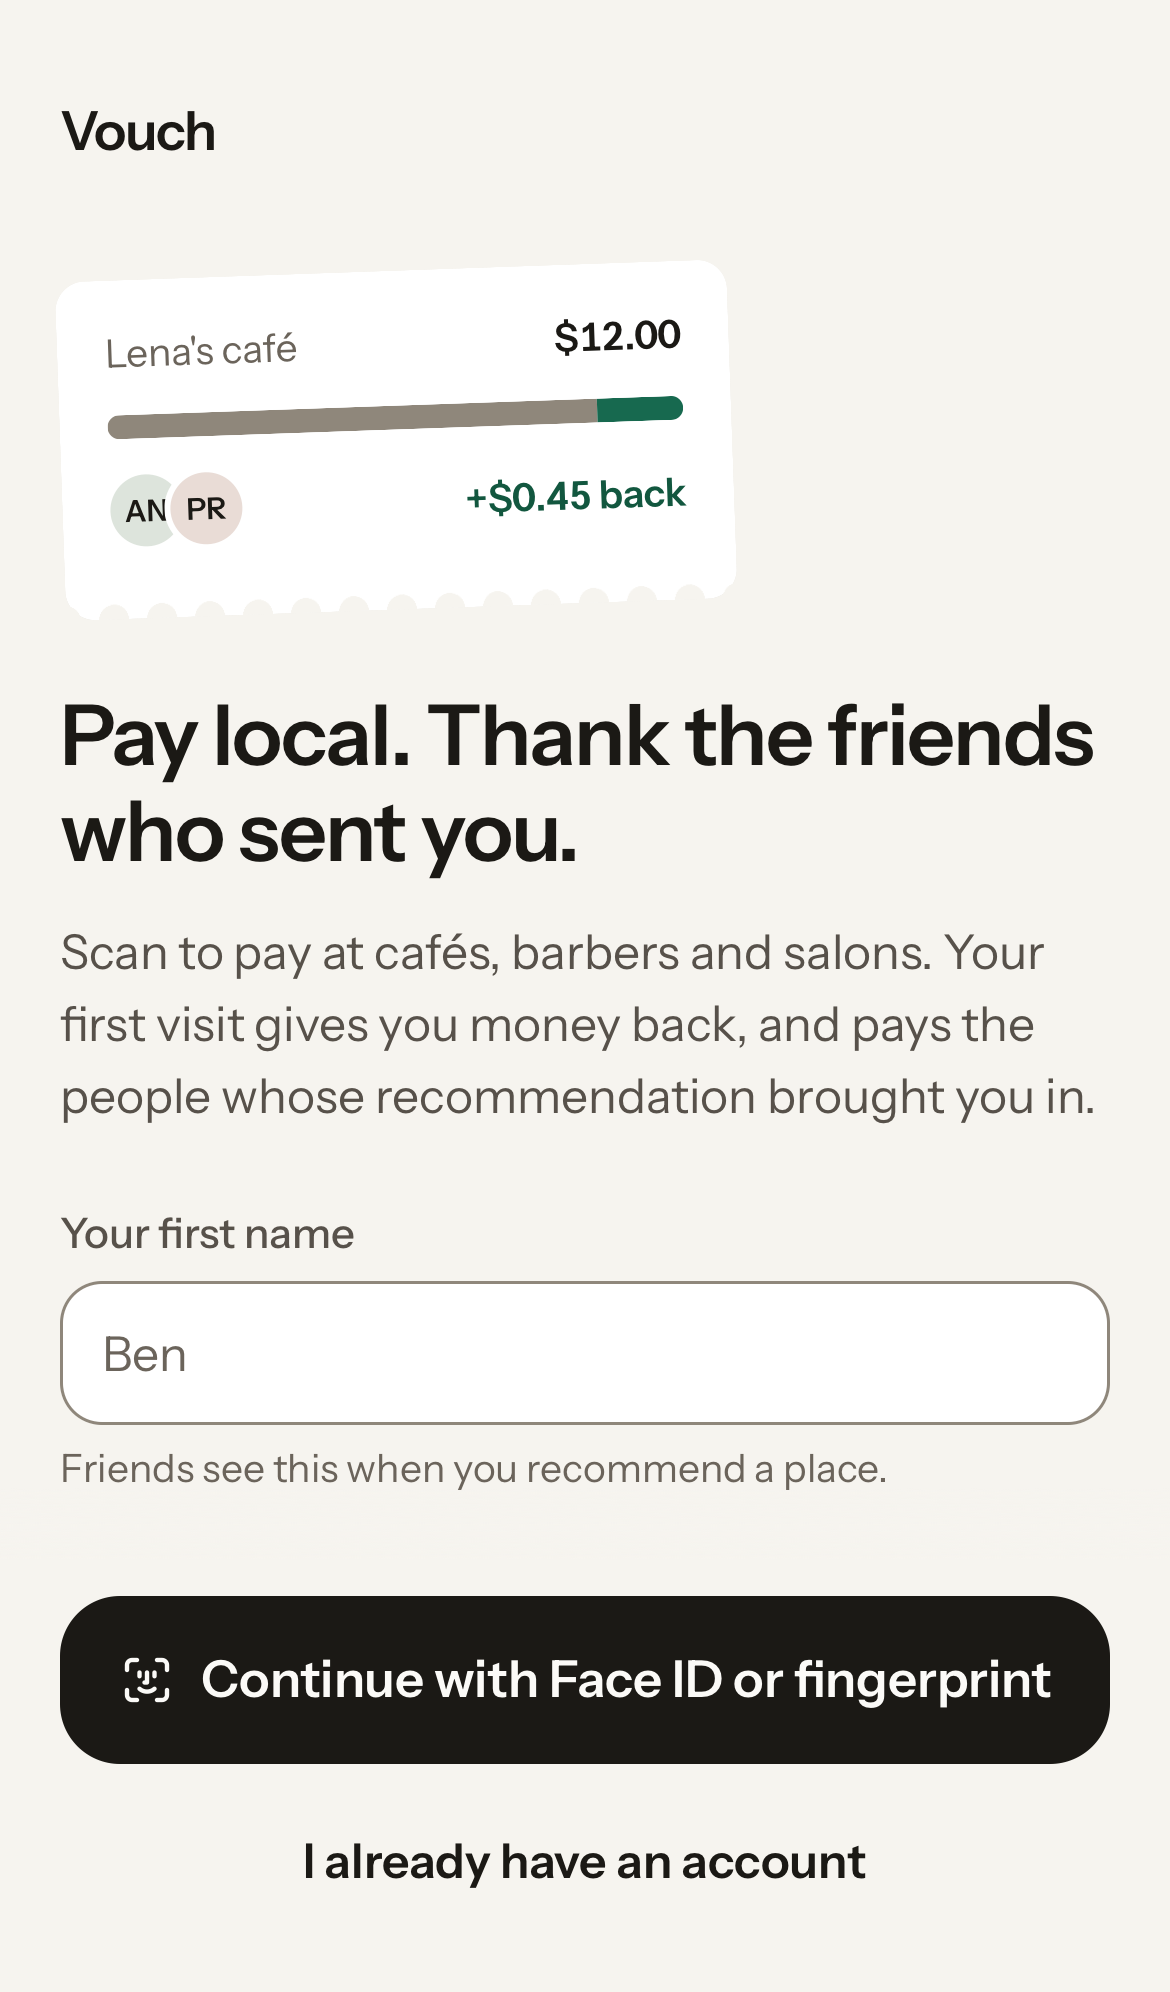 Vouch
Lena's café
$12.00
AN
PR
+$0.45 back
Pay local. Thank the friends
who sent you.
Scan to pay at cafés, barbers and salons. Your
first visit gives you money back, and pays the
people whose recommendation brought you in.
Your first name
Ben
Friends see this when you recommend a place.
Continue with Face ID or fingerprint
I already have an account